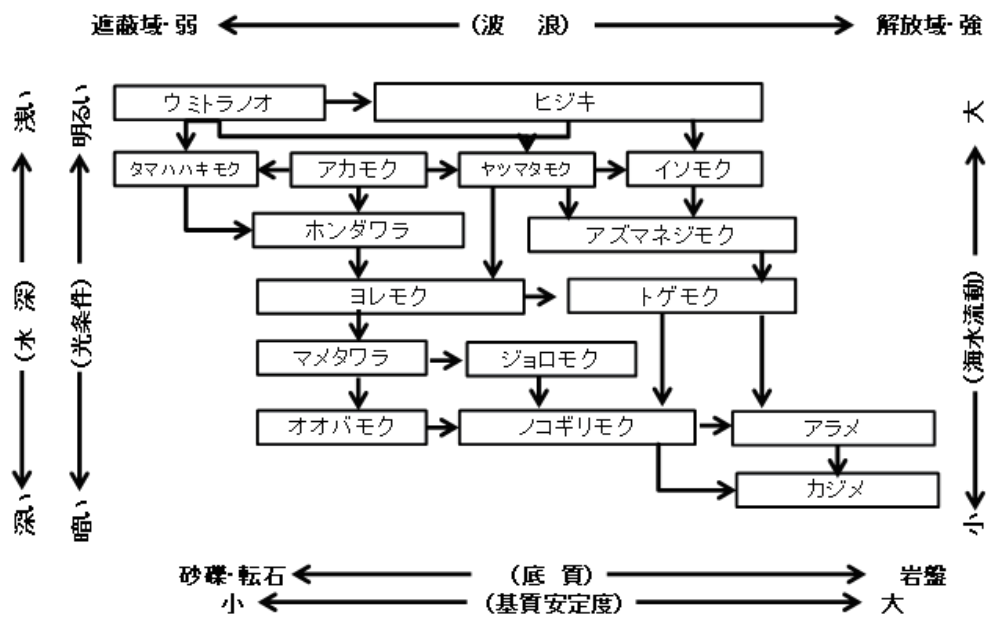 遮蔽域・弱 (波 浪) 解放域・強
浅い 明るい 大
ウミトラノオ ヒジキ
タマハハキモク アカモク ヤツマタモク イソモク
ホンダワラ アズマネジモク
(水 深) (光条件) (海水流動)
ヨレモク トゲモク
マメタワラ ジョロモク
オオバモク ノコギリモク アラメ
カジメ
深い 暗い 小
砂礫・転石 (底 質) 岩盤
小 (基質安定度) 大